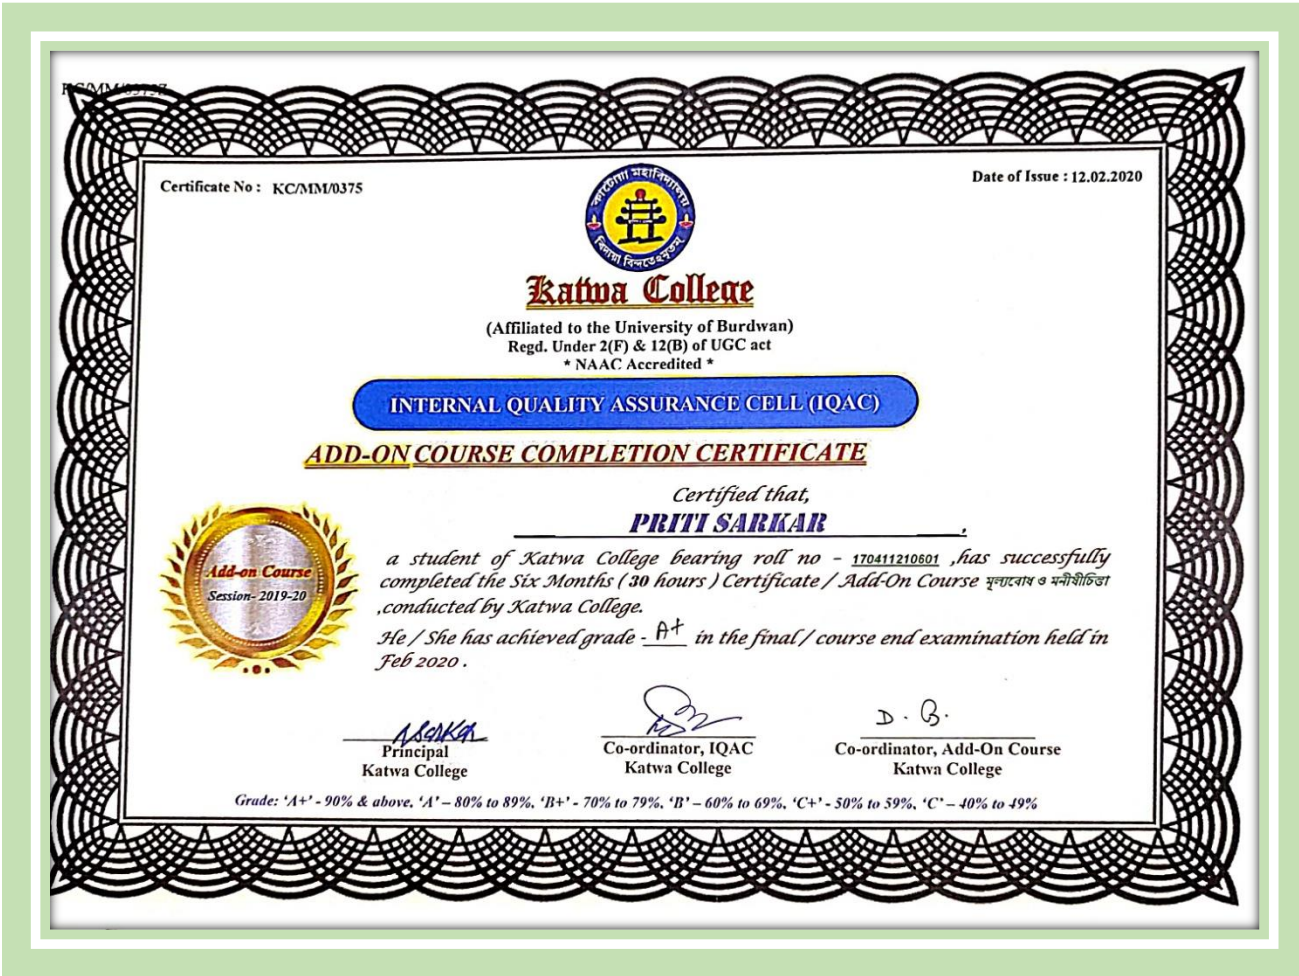 Certificate No : KC/MM/0375
Date of Issue : 12.02.2020
কাটোয়া মহাবিদ্যালয়
Katwa College
(Affiliated to the University of Burdwan)
Regd. Under 2(F) & 12(B) of UGC act
* NAAC Accredited *
INTERNAL QUALITY ASSURANCE CELL (IQAC)
ADD-ON COURSE COMPLETION CERTIFICATE
Certified that,
PRITI SARKAR ,
a student of Katwa College bearing roll no - 170411210601 ,has successfully
completed the Six Months ( 30 hours ) Certificate / Add-On Course মূল্যবোধ ও মনীষীচিন্তা
,conducted by Katwa College.
He / She has achieved grade - A+ in the final / course end examination held in
Feb 2020 .
Add-on Course
Session- 2019-20
NSarkar
D. B.
Principal
Katwa College
Co-ordinator, IQAC
Katwa College
Co-ordinator, Add-On Course
Katwa College
Grade: 'A+' - 90% & above, 'A' – 80% to 89%, 'B+' - 70% to 79%, 'B' – 60% to 69%, 'C+' - 50% to 59%, 'C' – 40% to 49%